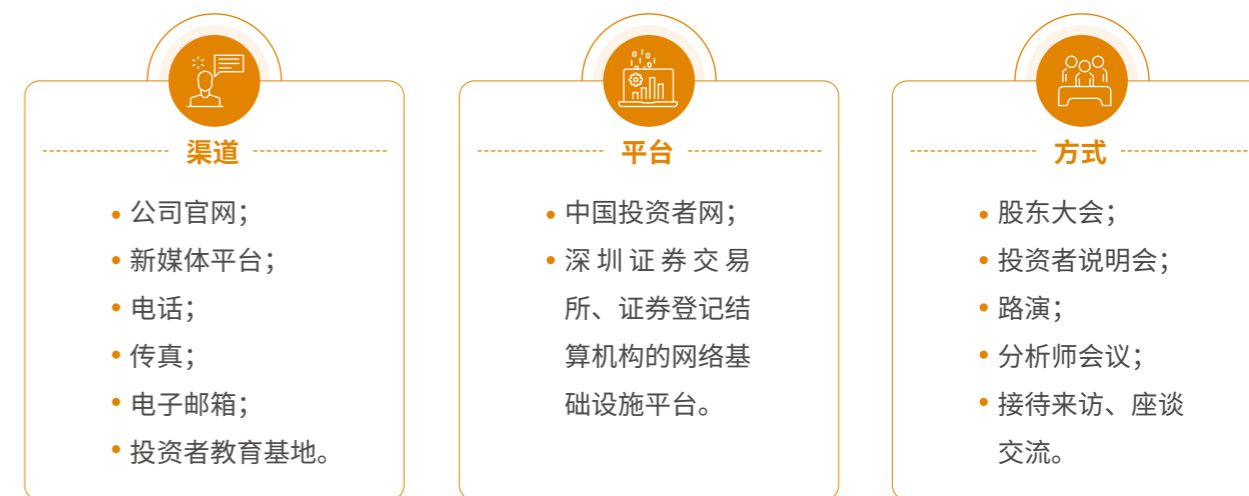 渠道
• 公司官网；
• 新媒体平台；
• 电话；
• 传真；
• 电子邮箱；
• 投资者教育基地。
平台
• 中国投资者网；
• 深圳证券交易
所、证券登记结
算机构的网络基
础设施平台。
方式
• 股东大会；
• 投资者说明会；
• 路演；
• 分析师会议；
• 接待来访、座谈
交流。